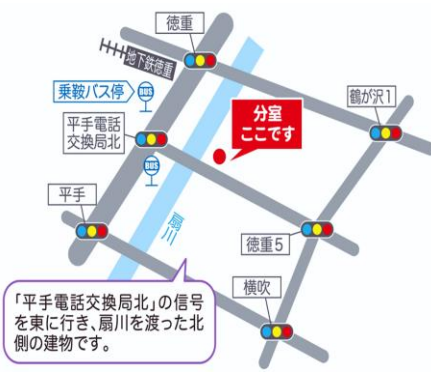 徳重
地下鉄徳重
乗鞍バス停
BUS
鶴が沢1
分室
ここです
平手電話
交換局北
BUS
平手
扇川
徳重5
横吹
「平手電話交換局北」の信号
を東に行き、扇川を渡った北
側の建物です。